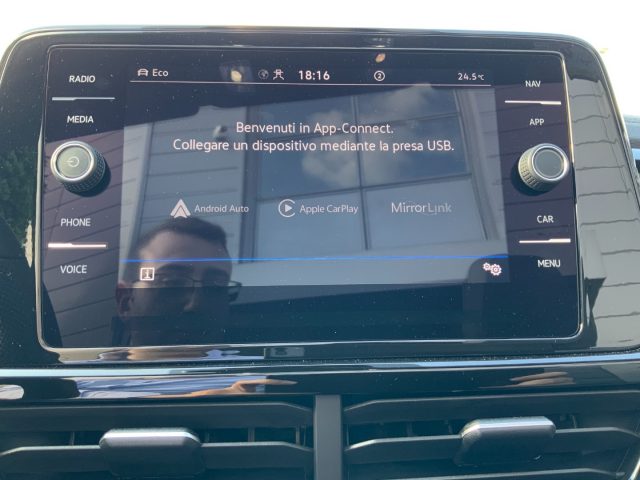 RADIO
MEDIA
PHONE
VOICE
Eco 18:16 2 24.5°C
Benvenuti in App-Connect.
Collegare un dispositivo mediante la presa USB.
Android Auto Apple CarPlay MirrorLink
NAV
APP
CAR
MENU